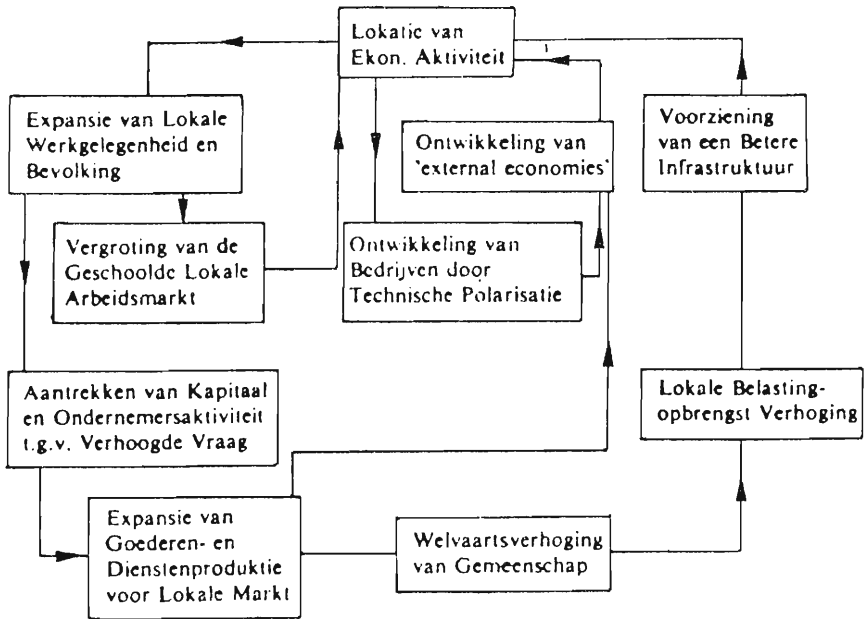 Lokatie van
Ekon. Aktiviteit
Expansie van Lokale
Werkgelegenheid en
Bevolking
Ontwikkeling van
'external economies'
Voorziening
van een Betere
Infrastruktuur
Vergroting van de
Geschoolde Lokale
Arbeidsmarkt
Ontwikkeling van
Bedrijven door
Technische Polarisatie
Aantrekken van Kapitaal
en Ondernemersaktiviteit
t.g.v. Verhoogde Vraag
Lokale Belasting-
opbrengst Verhoging
Expansie van
Goederen- en
Dienstenproduktie
voor Lokale Markt
Welvaartsverhoging
van Gemeenschap